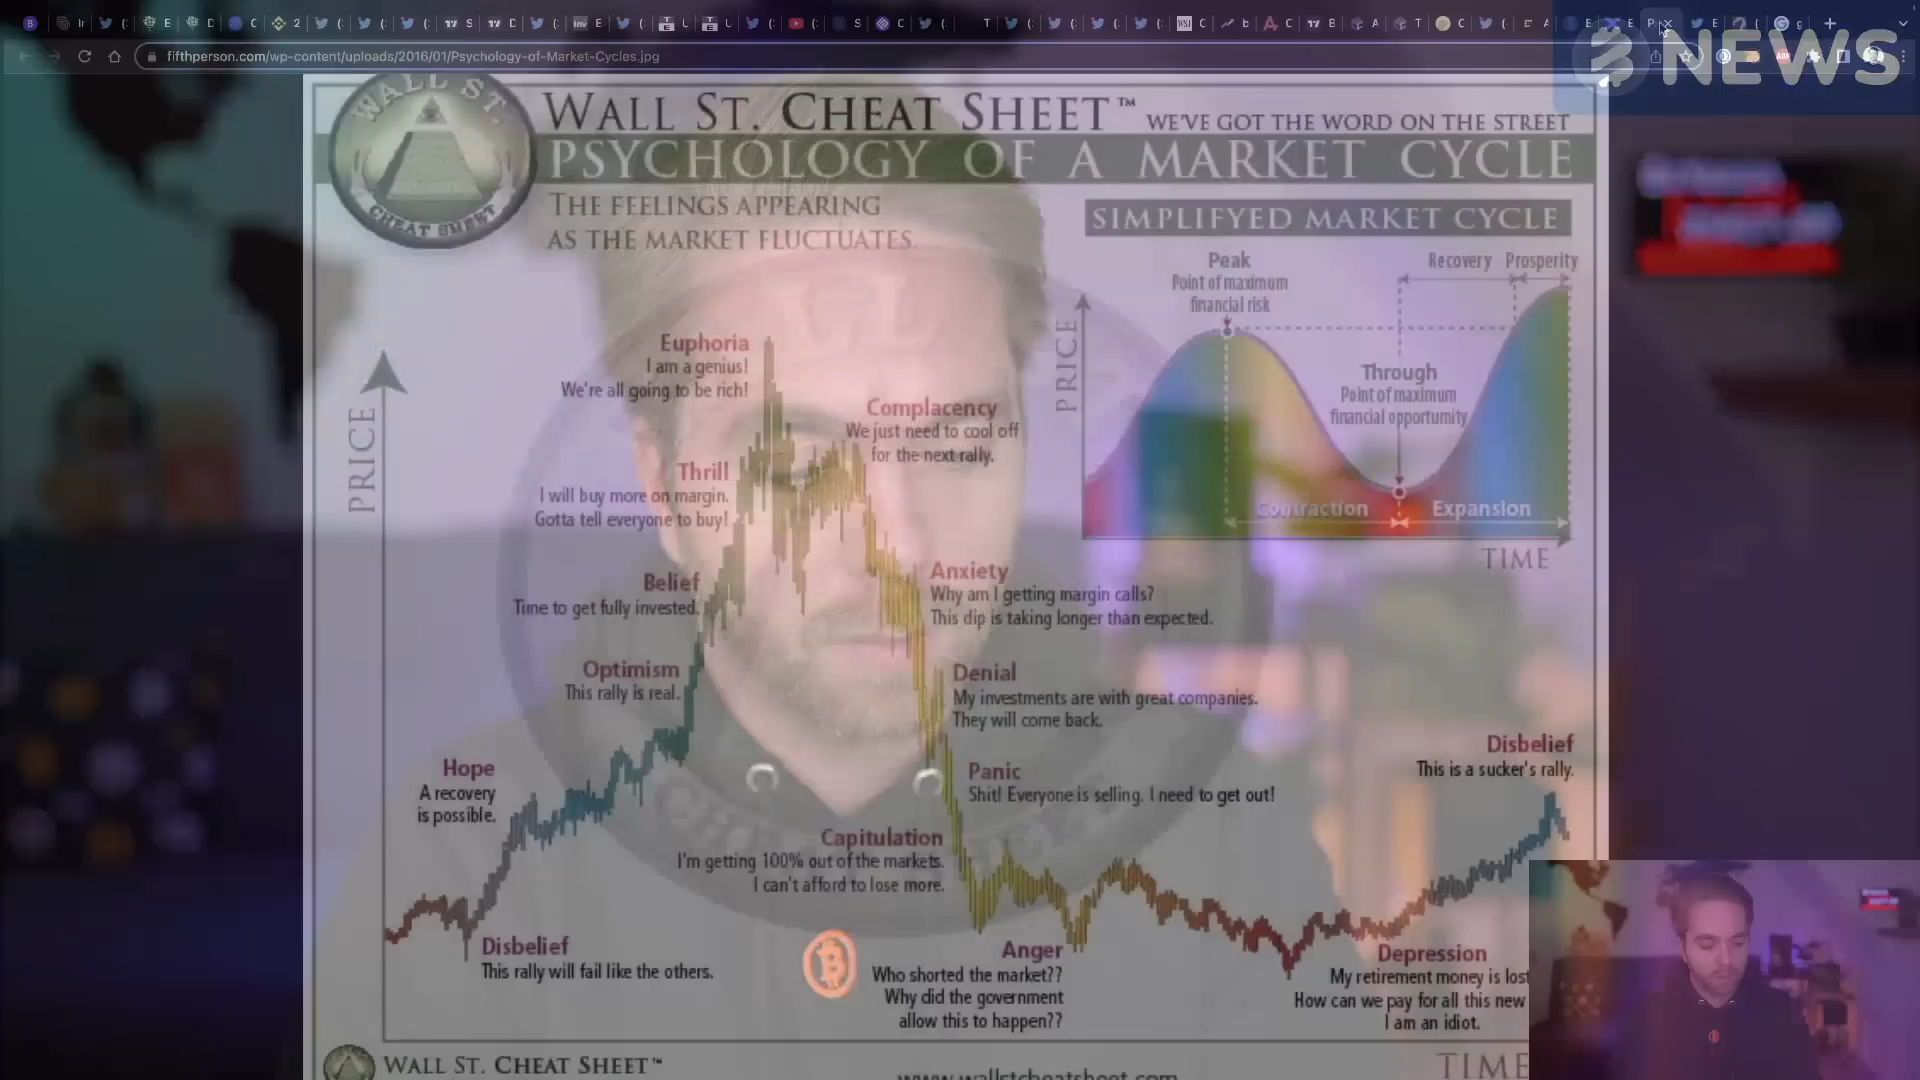 fifthperson.com/wp-content/uploads/2016/01/Psychology-of-Market-Cycles.jpg
NEWS
WALL ST.
CHEAT SHEET
WALL ST. CHEAT SHEET™
WE'VE GOT THE WORD ON THE STREET
PSYCHOLOGY OF A MARKET CYCLE
THE FEELINGS APPEARING
AS THE MARKET FLUCTUATES.
SIMPLIFYED MARKET CYCLE
Peak
Point of maximum
financial risk
Recovery
Prosperity
PRICE
Through
Point of maximum
financial opportunity
Contraction
Expansion
TIME
PRICE
Euphoria
I am a genius!
We're all going to be rich!
Complacency
We just need to cool off
for the next rally.
Thrill
I will buy more on margin.
Gotta tell everyone to buy!
Belief
Time to get fully invested.
Anxiety
Why am I getting margin calls?
This dip is taking longer than expected.
Optimism
This rally is real.
Denial
My investments are with great companies.
They will come back.
Hope
A recovery
is possible.
Panic
Shit! Everyone is selling. I need to get out!
Disbelief
This is a sucker's rally.
Capitulation
I'm getting 100% out of the markets.
I can't afford to lose more.
Disbelief
This rally will fail like the others.
Anger
Who shorted the market??
Why did the government
allow this to happen??
Depression
My retirement money is lost
How can we pay for all this new
I am an idiot.
WALL ST. CHEAT SHEET™
www.wallstcheatsheet.com
TIME